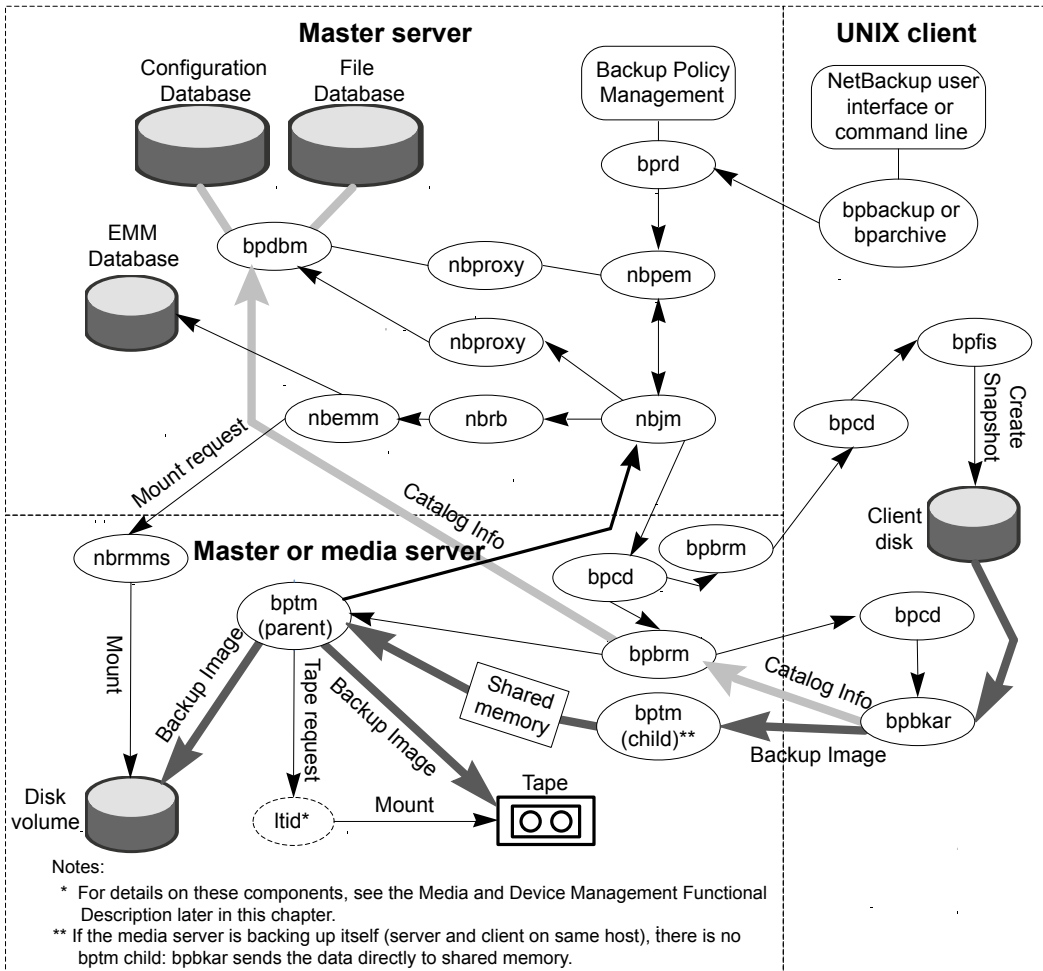 Master server
UNIX client
Configuration
Database
File
Database
Backup Policy
Management
NetBackup user
interface or
command line
bprd
bpbackup or
bparchive
EMM
Database
bpdbm
nbproxy
nbpem
nbproxy
bpfis
Create
Snapshot
nbemm
nbrb
nbjm
bpcd
Mount request
Catalog Info
Client
disk
Master or media server
nbrmms
bpbrm
bpcd
bptm
(parent)
bpcd
bpbrm
Mount
Backup Image
Tape request
Backup Image
Shared
memory
bptm
(child)**
Catalog Info
bpbkar
Backup Image
Disk
volume
ltid*
Mount
Tape
Notes:
* For details on these components, see the Media and Device Management Functional
Description later in this chapter.
** If the media server is backing up itself (server and client on same host), there is no
bptm child: bpbkar sends the data directly to shared memory.